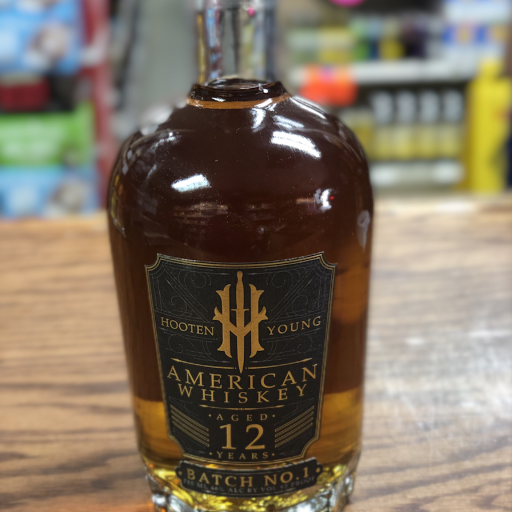 HOOTEN YOUNG
AMERICAN
WHISKEY
AGED
12
YEARS
BATCH NO. 1